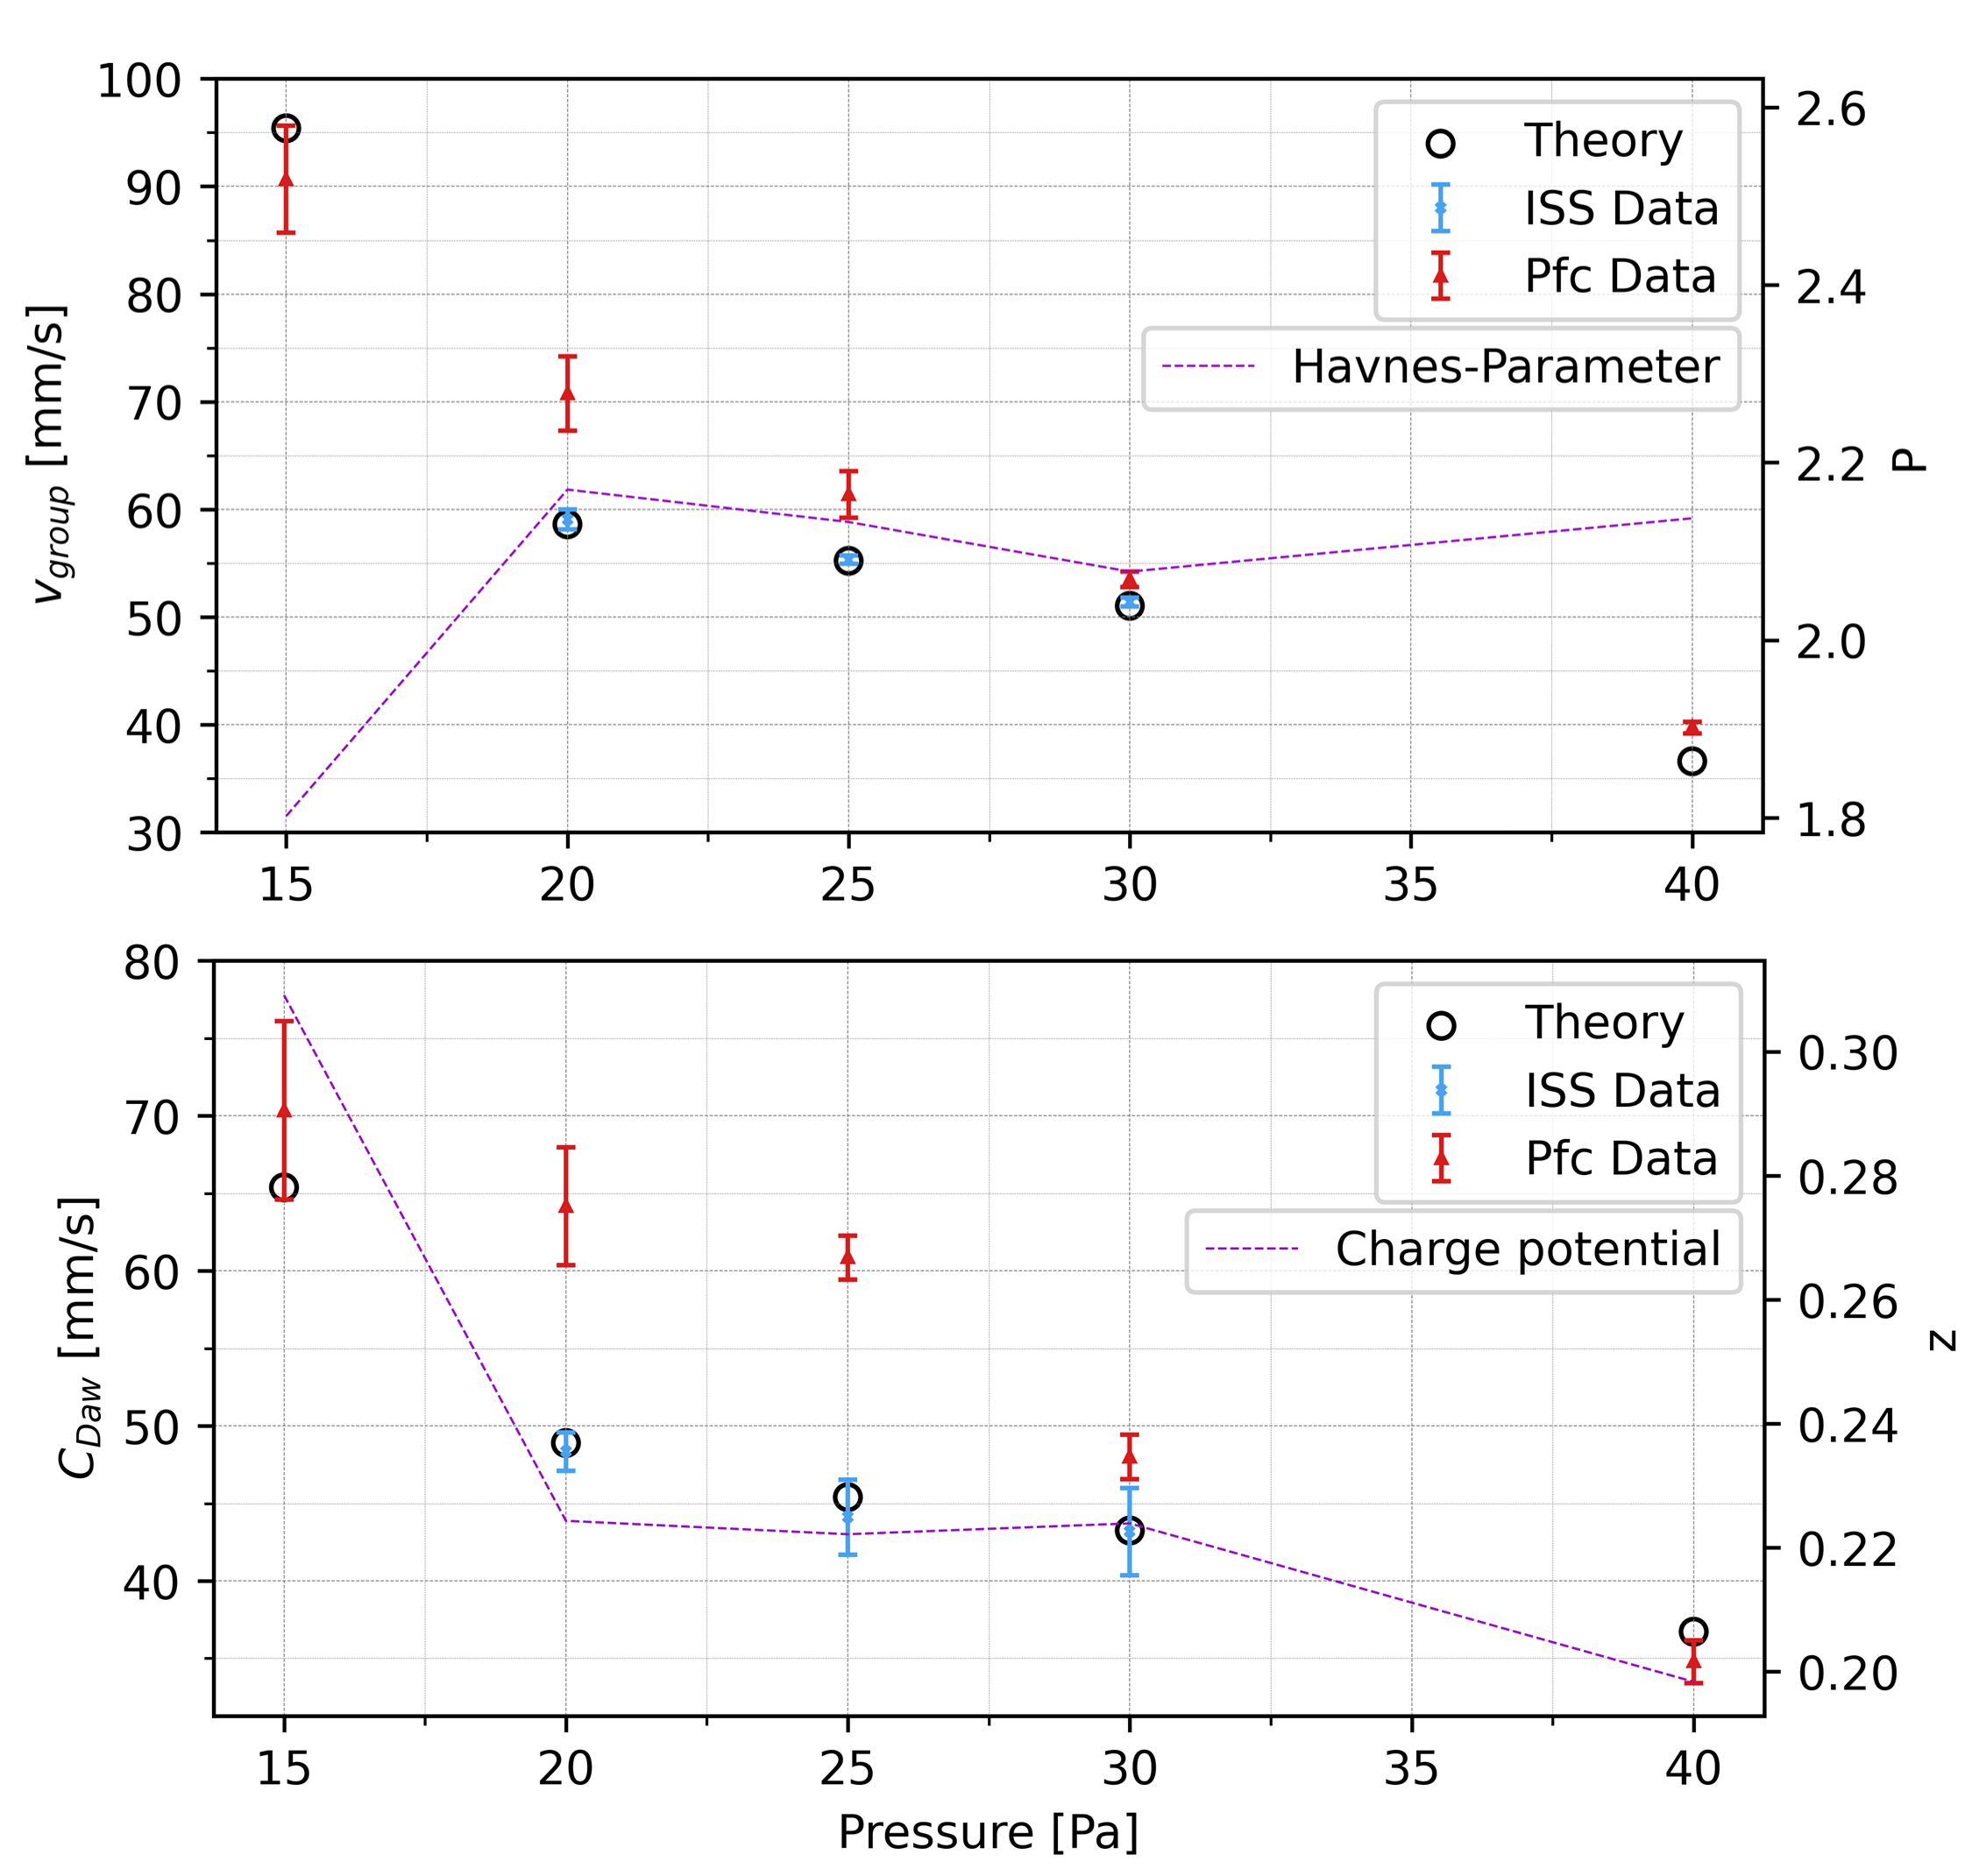 100
90
80
70
60
50
40
30
v_group [mm/s]
Theory
ISS Data
Pfc Data
Havnes-Parameter
2.6
2.4
2.2
2.0
1.8
P
15 20 25 30 35 40
80
70
60
50
40
C_Daw [mm/s]
Theory
ISS Data
Pfc Data
Charge potential
0.30
0.28
0.26
0.24
0.22
0.20
z
15 20 25 30 35 40
Pressure [Pa]